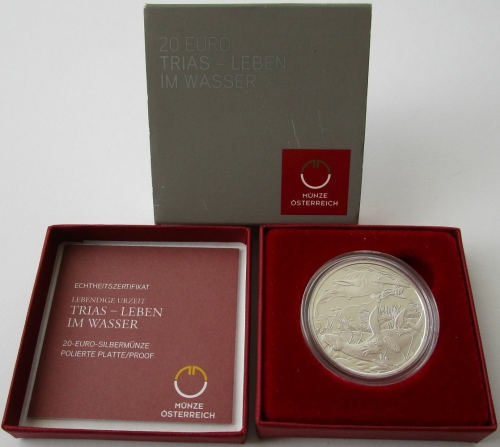 20 EURO
TRIAS – LEBEN
IM WASSER
MÜNZE
ÖSTERREICH
ECHTHEITSZERTIFIKAT
LEBENDIGE URZEIT
TRIAS – LEBEN
IM WASSER
20-EURO-SILBERMÜNZE
POLIERTE PLATTE/PROOF
MÜNZE
ÖSTERREICH